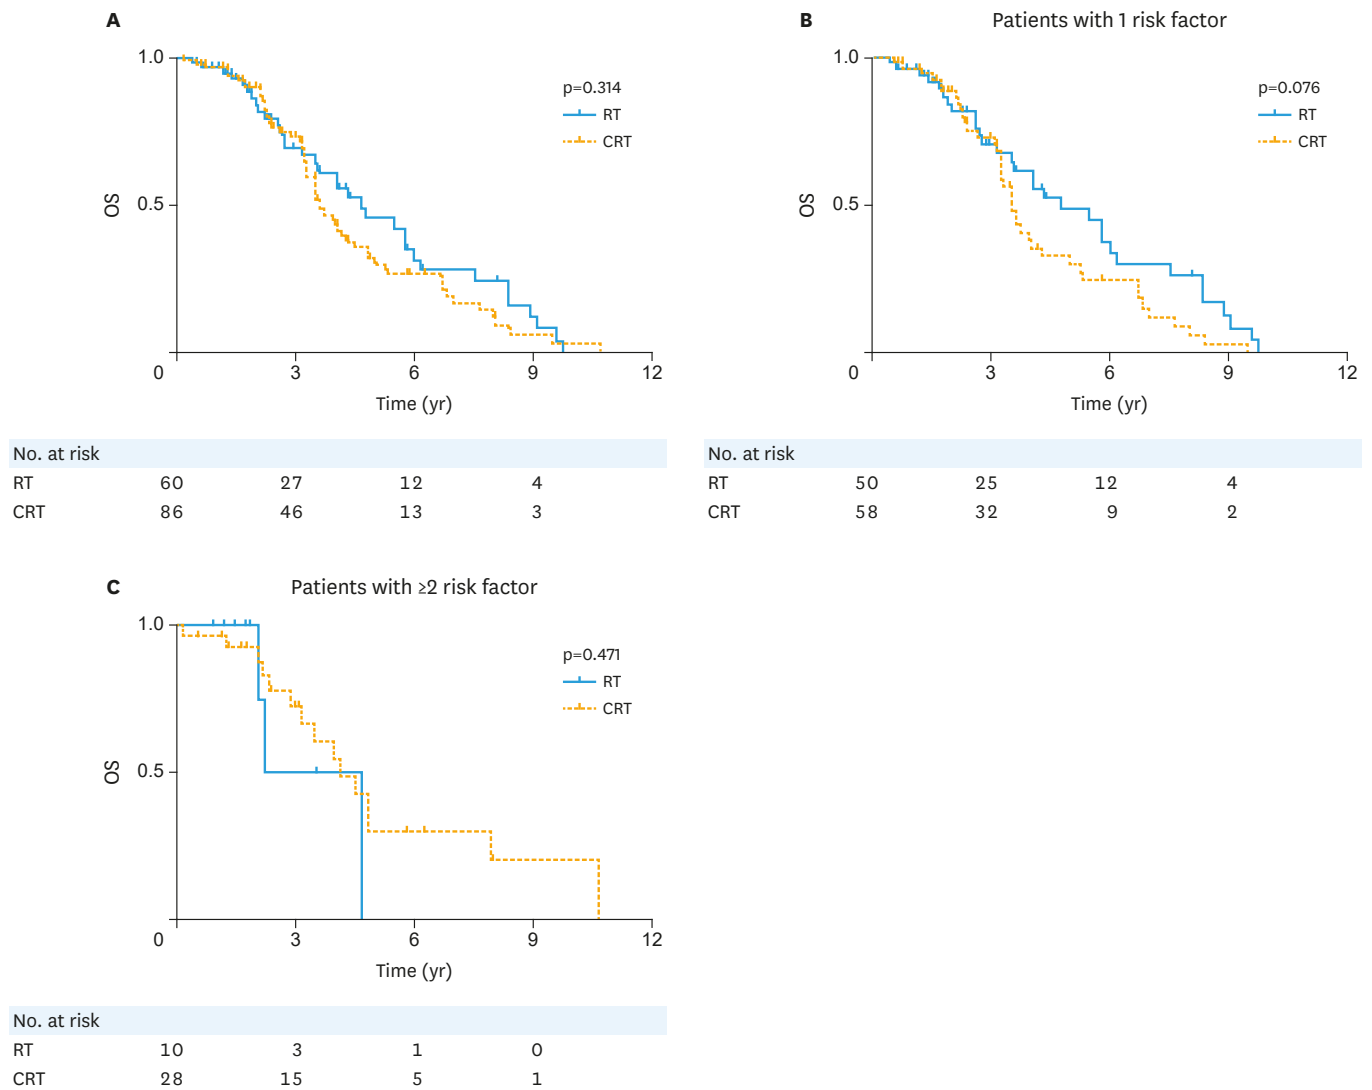 A
1.0
0.5
OS
p=0.314
RT
CRT
0 3 6 9 12
Time (yr)
No. at risk
RT 60 27 12 4
CRT 86 46 13 3
B
Patients with 1 risk factor
1.0
0.5
OS
p=0.076
RT
CRT
0 3 6 9 12
Time (yr)
No. at risk
RT 50 25 12 4
CRT 58 32 9 2
C
Patients with ≥2 risk factor
1.0
0.5
OS
p=0.471
RT
CRT
0 3 6 9 12
Time (yr)
No. at risk
RT 10 3 1 0
CRT 28 15 5 1